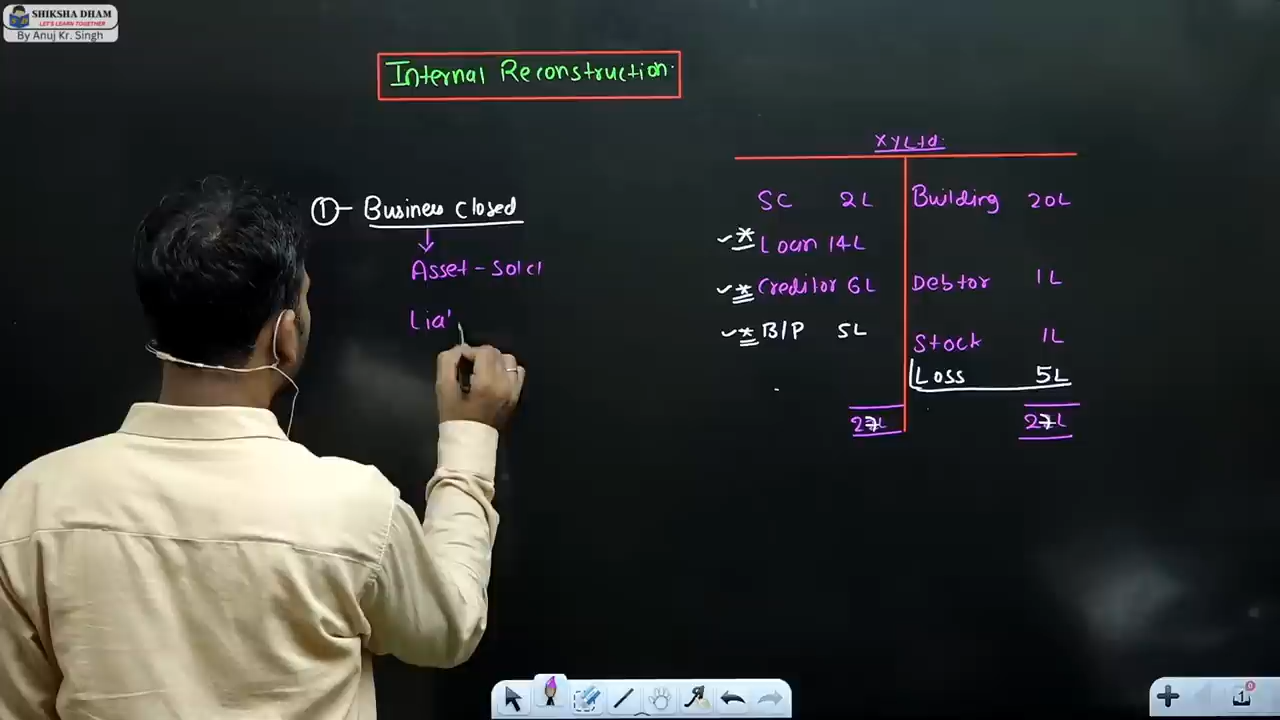 SHIKSHA DHAM
LET'S LEARN TOGETHER
By Anuj Kr. Singh
Internal Reconstruction
① Business closed
Asset - Sold
Lia'
XY Ltd.
SC 2L Building 20L
* Loan 14L
* Creditor 6L Debtor 1L
* B/P 5L Stock 1L
Loss 5L
27L 27L
1